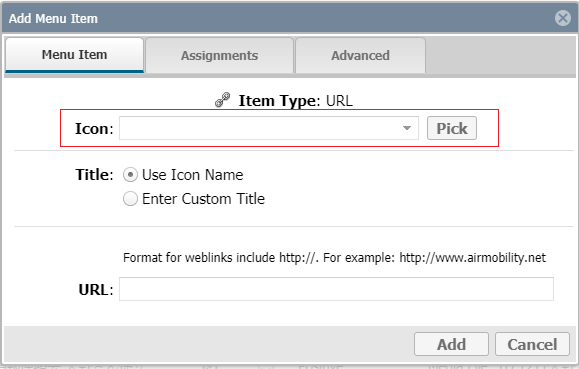 Add Menu Item
Menu Item Assignments Advanced
Item Type: URL
Icon: Pick
Title: Use Icon Name
Enter Custom Title
Format for weblinks include http://. For example: http://www.airmobility.net
URL:
Add Cancel